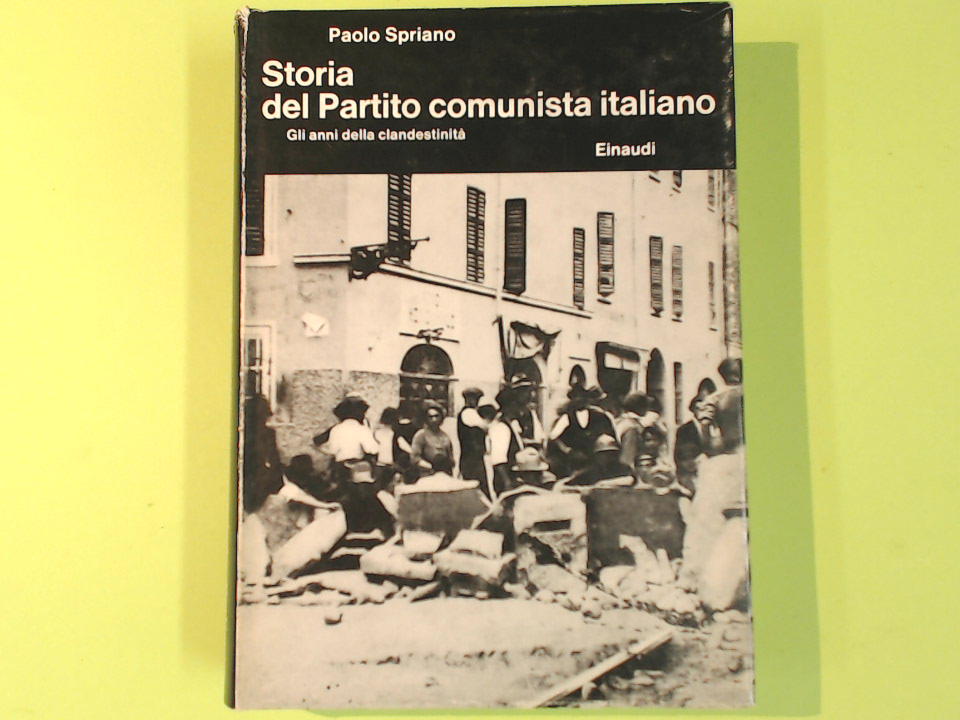 Paolo Spriano
Storia
del Partito comunista italiano
Gli anni della clandestinità
Einaudi